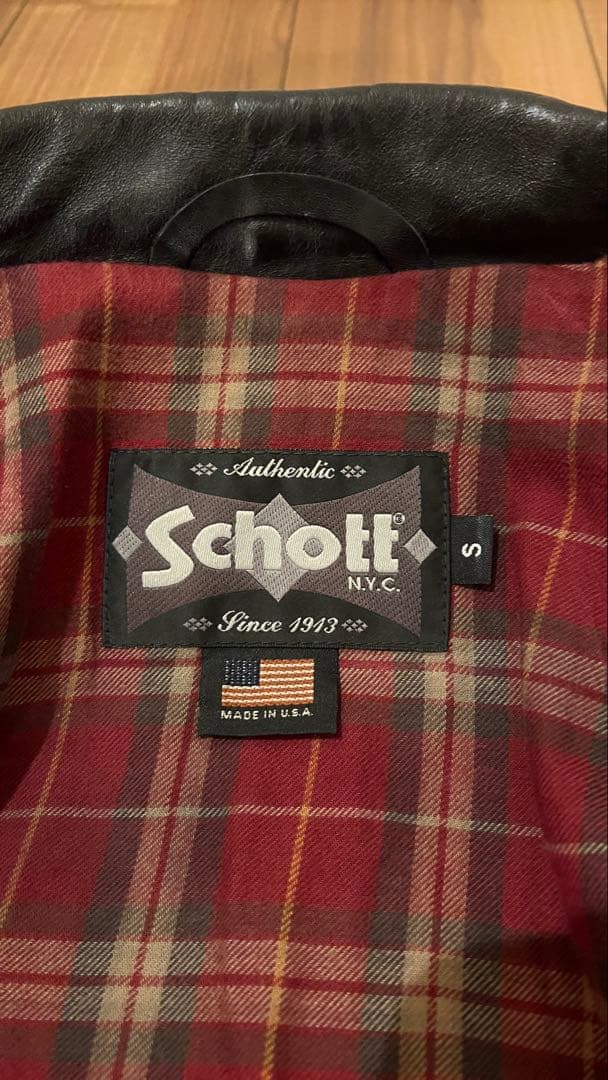 Authentic
Schott®
N.Y.C.
Since 1913
S
MADE IN U.S.A.